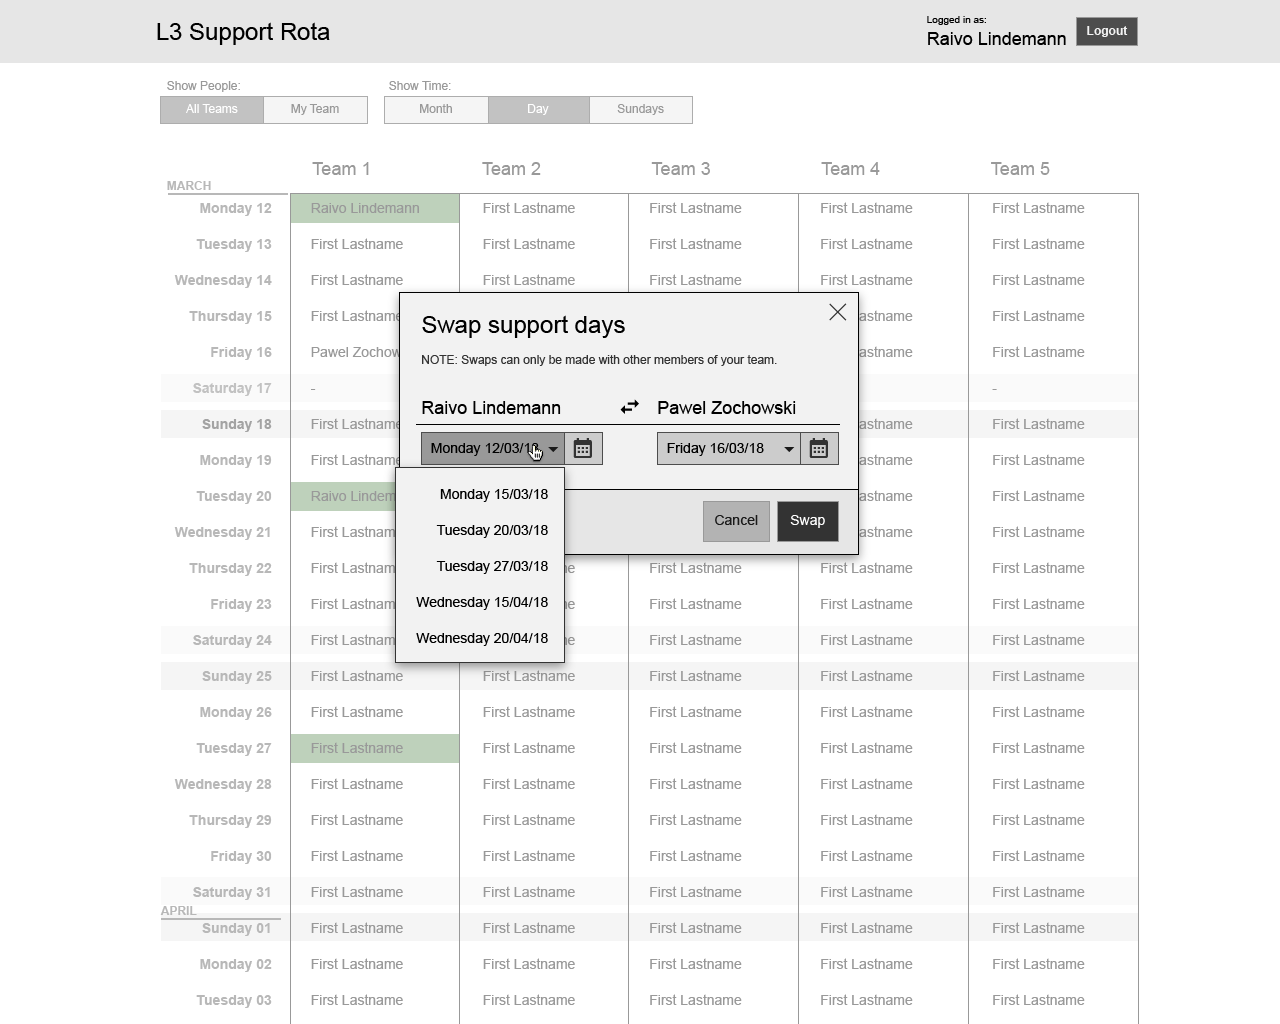 L3 Support Rota
Logged in as:
Raivo Lindemann
Logout
Show People:
Show Time:
All Teams My Team Month Day Sundays
Team 1 Team 2 Team 3 Team 4 Team 5
MARCH
Monday 12 Raivo Lindemann First Lastname First Lastname First Lastname First Lastname
Tuesday 13 First Lastname First Lastname First Lastname First Lastname First Lastname
Wednesday 14 First Lastname First Lastname First Lastname First Lastname First Lastname
Thursday 15 First Lastname astname First Lastname
Friday 16 Pawel Zochow astname First Lastname
Saturday 17 - -
Sunday 18 First Lastname astname First Lastname
Monday 19 First Lastname astname First Lastname
Tuesday 20 Raivo Lindem astname First Lastname
Wednesday 21 First Lastnam astname First Lastname
Swap support days
NOTE: Swaps can only be made with other members of your team.
Raivo Lindemann Pawel Zochowski
Monday 12/03/18 Friday 16/03/18
Monday 15/03/18
Tuesday 20/03/18
Tuesday 27/03/18
Wednesday 15/04/18
Wednesday 20/04/18
Cancel Swap
Thursday 22 First Lastnam e First Lastname First Lastname First Lastname
Friday 23 First Lastnam e First Lastname First Lastname First Lastname
Saturday 24 First Lastnam e First Lastname First Lastname First Lastname
Sunday 25 First Lastname First Lastname First Lastname First Lastname First Lastname
Monday 26 First Lastname First Lastname First Lastname First Lastname First Lastname
Tuesday 27 First Lastname First Lastname First Lastname First Lastname First Lastname
Wednesday 28 First Lastname First Lastname First Lastname First Lastname First Lastname
Thursday 29 First Lastname First Lastname First Lastname First Lastname First Lastname
Friday 30 First Lastname First Lastname First Lastname First Lastname First Lastname
Saturday 31 First Lastname First Lastname First Lastname First Lastname First Lastname
APRIL
Sunday 01 First Lastname First Lastname First Lastname First Lastname First Lastname
Monday 02 First Lastname First Lastname First Lastname First Lastname First Lastname
Tuesday 03 First Lastname First Lastname First Lastname First Lastname First Lastname